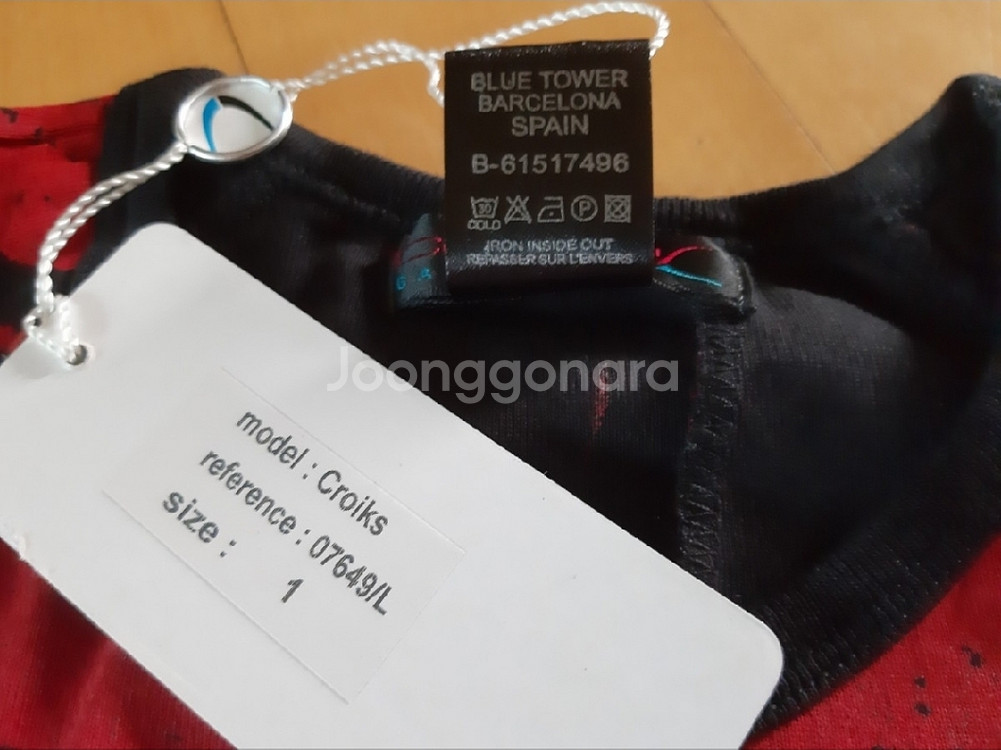 BLUE TOWER
BARCELONA
SPAIN
B-61517496
30
COLD
P
IRON INSIDE OUT
REPASSER SUR L'ENVERS
Joonggonara
model : Croiks
reference : 07649/L
size :
1